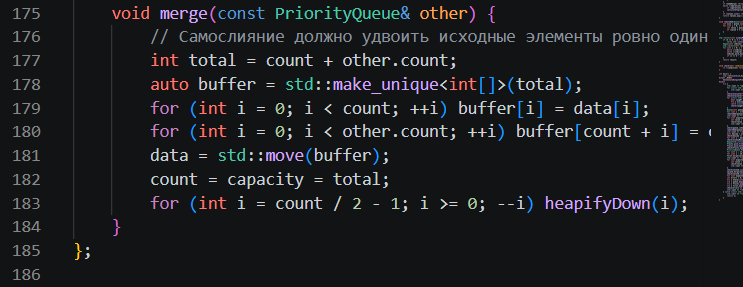 175 void merge(const PriorityQueue& other) {
176 // Самослияние должно удвоить исходные элементы ровно один
177 int total = count + other.count;
178 auto buffer = std::make_unique<int[]>(total);
179 for (int i = 0; i < count; ++i) buffer[i] = data[i];
180 for (int i = 0; i < other.count; ++i) buffer[count + i] =
181 data = std::move(buffer);
182 count = capacity = total;
183 for (int i = count / 2 - 1; i >= 0; --i) heapifyDown(i);
184 }
185 };
186